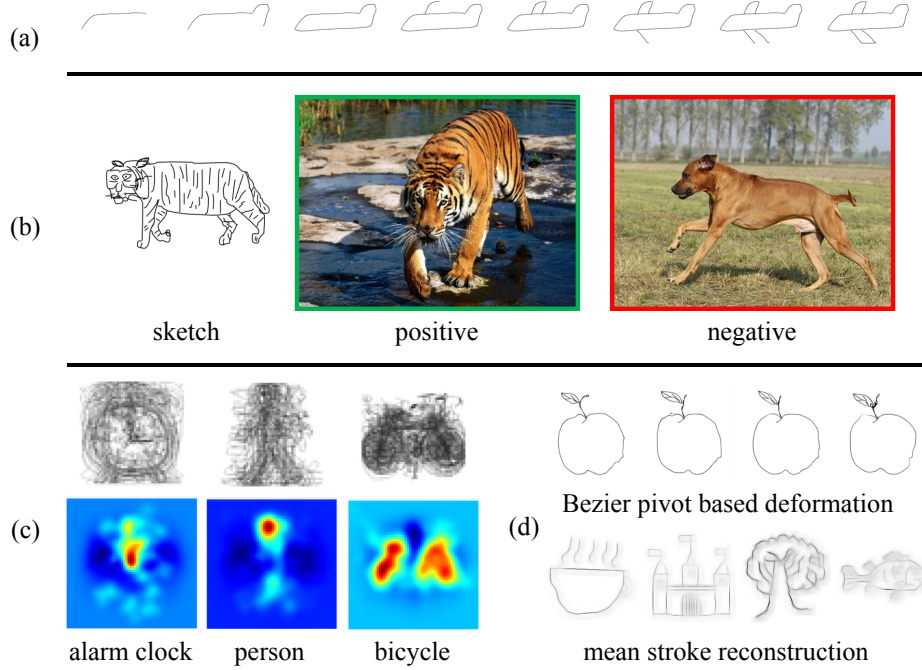 (a)
(b)
sketch
positive
negative
(c)
alarm clock
person
bicycle
Bezier pivot based deformation
(d)
mean stroke reconstruction